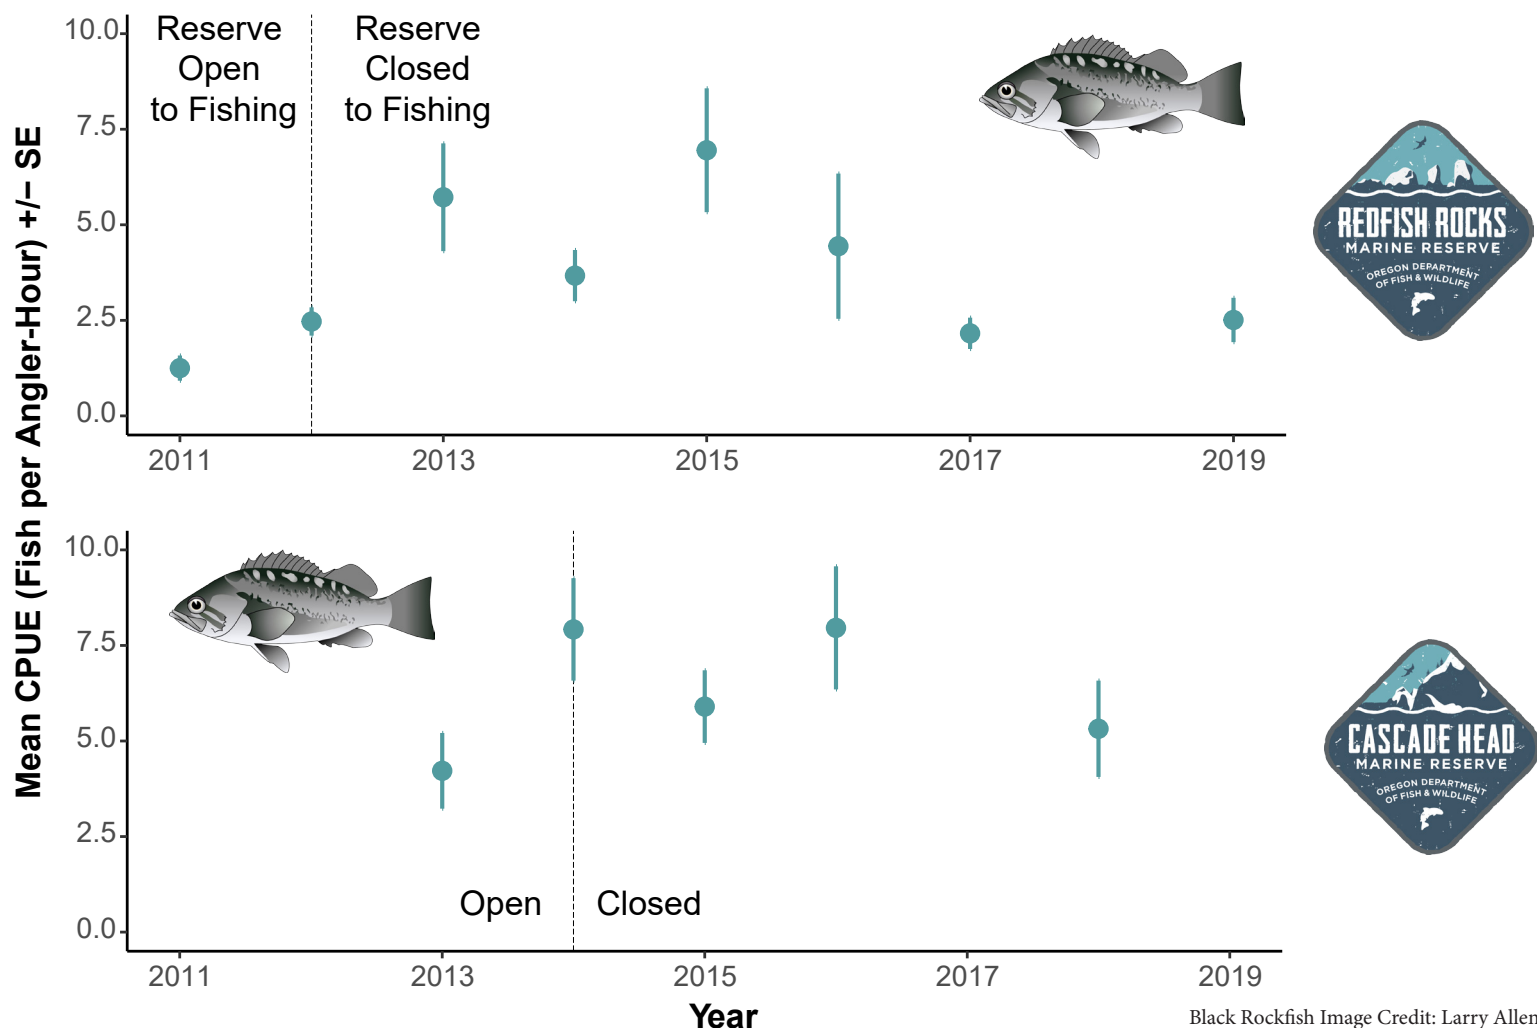 Mean CPUE (Fish per Angler-Hour) +/− SE
Reserve
Open
to Fishing
Reserve
Closed
to Fishing
10.0
7.5
5.0
2.5
0.0
2011
2013
2015
2017
2019
REDFISH ROCKS
MARINE RESERVE
OREGON DEPARTMENT
OF FISH & WILDLIFE
10.0
7.5
5.0
2.5
0.0
Open
Closed
2011
2013
2015
2017
2019
Year
CASCADE HEAD
MARINE RESERVE
OREGON DEPARTMENT
OF FISH & WILDLIFE
Black Rockfish Image Credit: Larry Allen